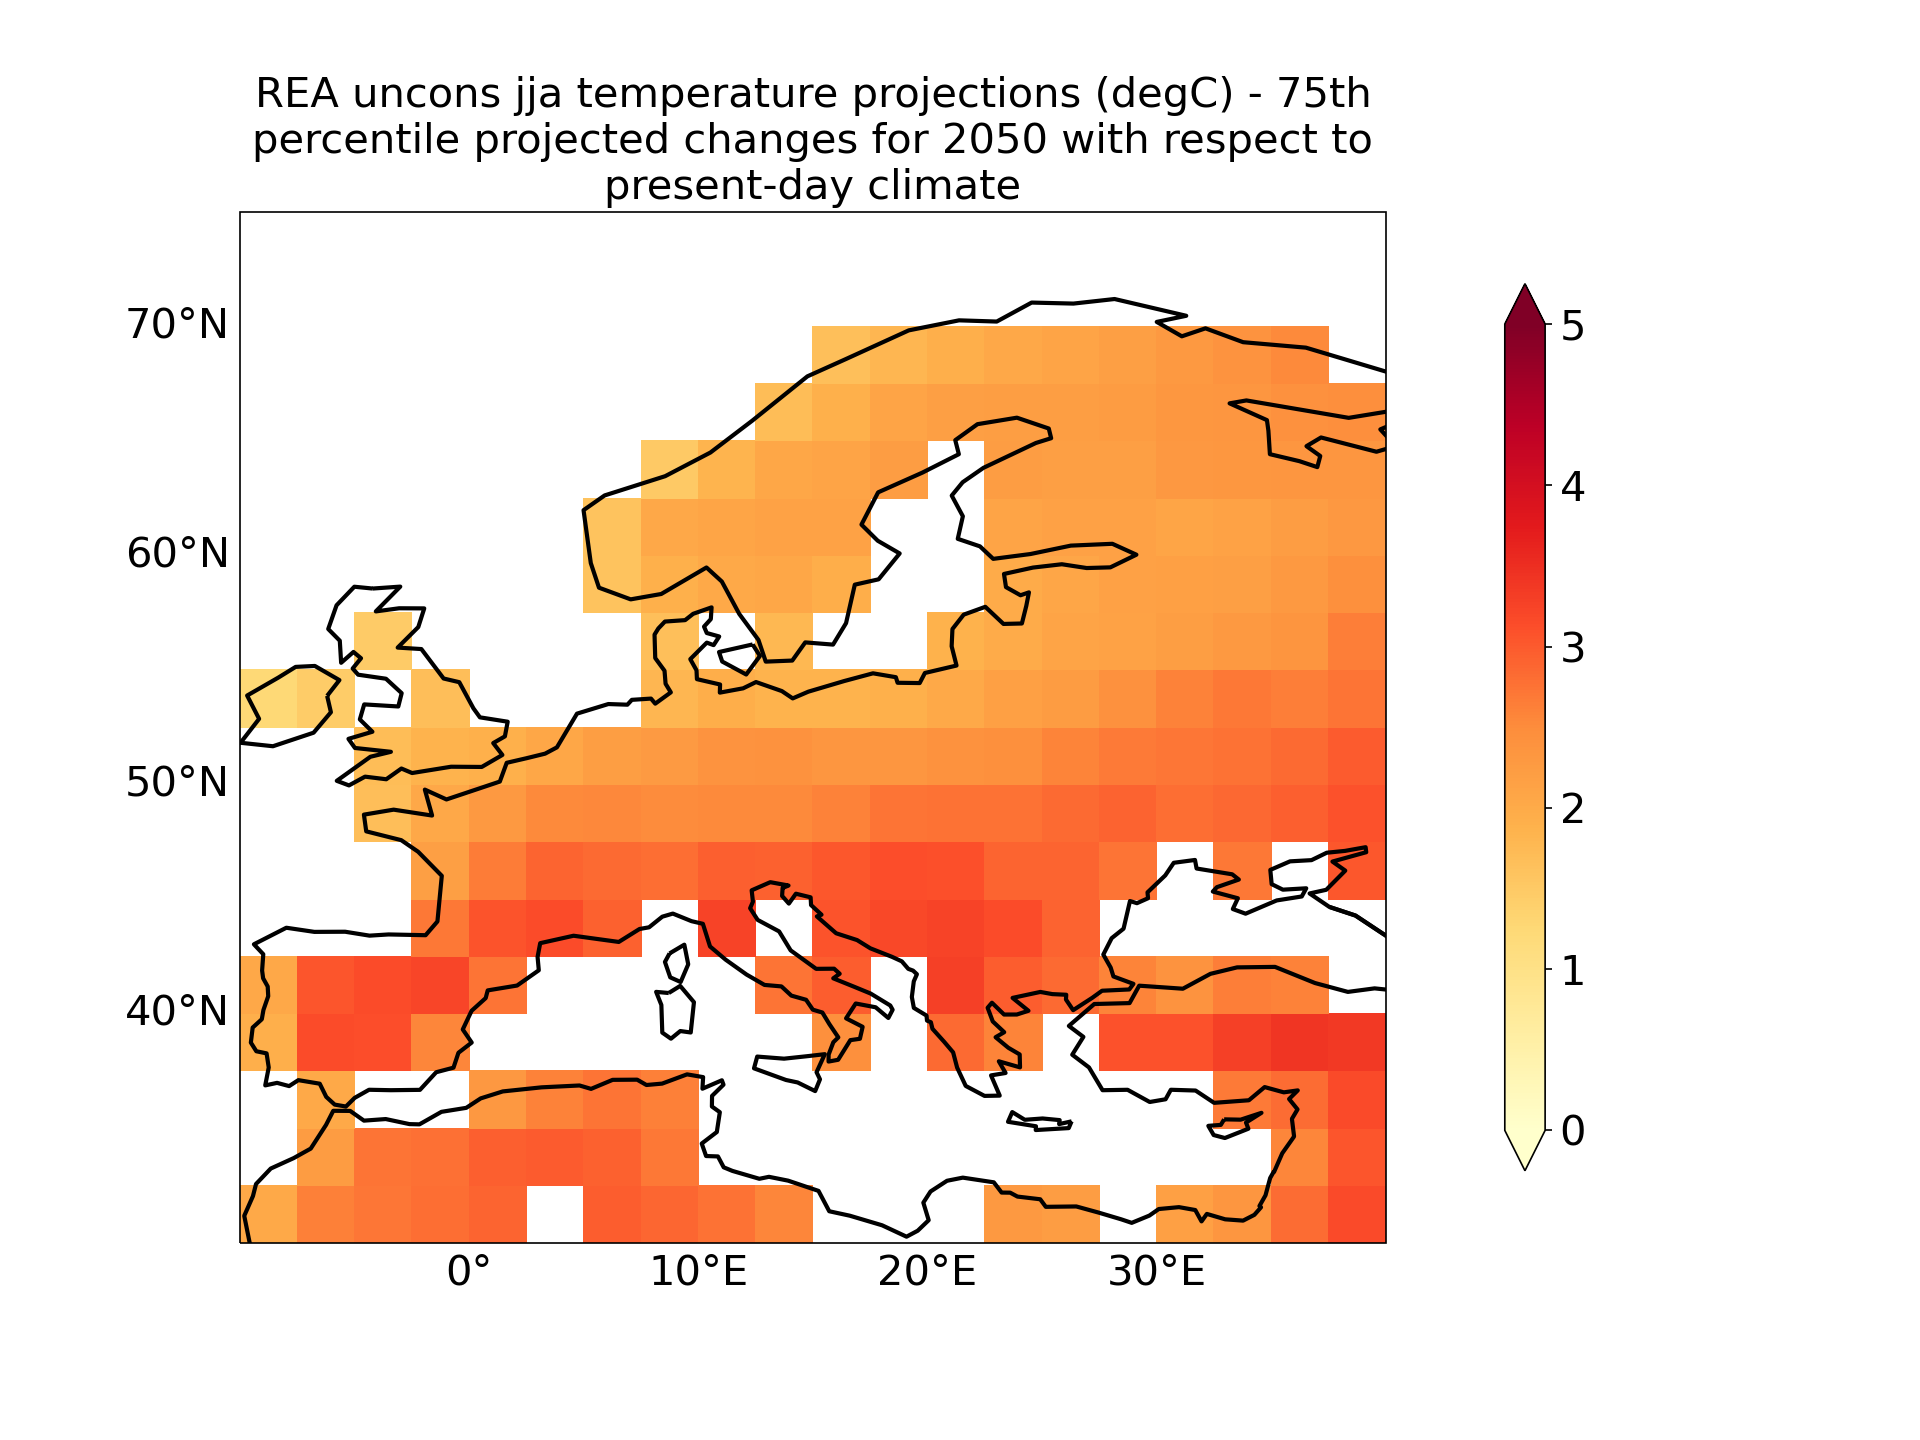 REA uncons jja temperature projections (degC) - 75th
percentile projected changes for 2050 with respect to
present-day climate
70°N
60°N
50°N
40°N
0°
10°E
20°E
30°E
5
4
3
2
1
0